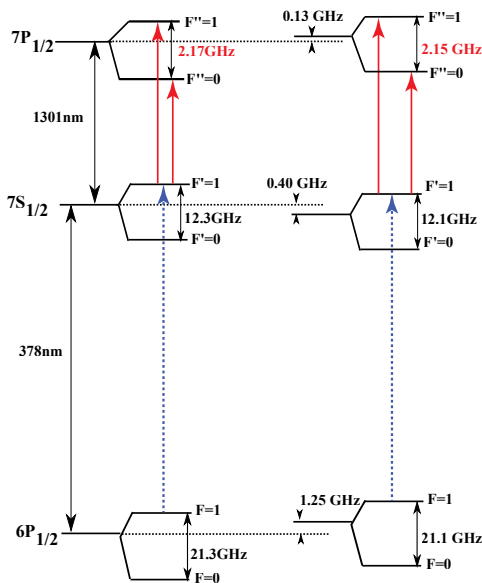 7P1/2
F''=1
2.17GHz
F''=0
0.13 GHz
F''=1
2.15 GHz
F''=0
1301nm
7S1/2
F'=1
12.3GHz
F'=0
0.40 GHz
F'=1
12.1GHz
F'=0
378nm
6P1/2
F=1
21.3GHz
F=0
1.25 GHz
F=1
21.1 GHz
F=0